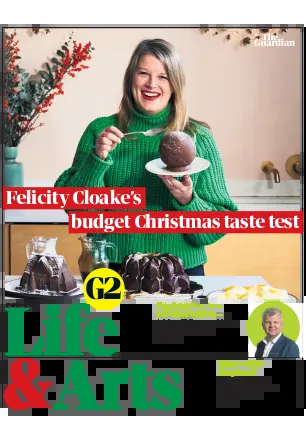 The
Guardian
Felicity Cloake's
budget Christmas taste test
G2
Life
& Arts